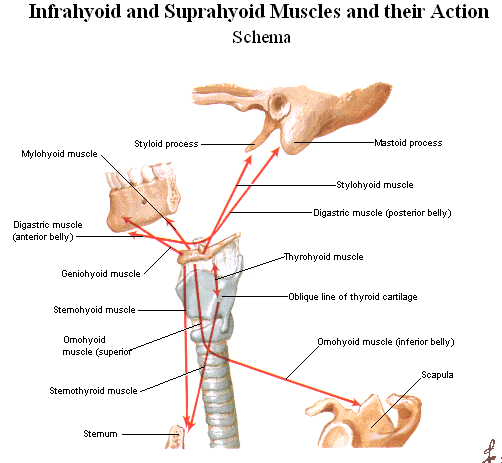 Infrahyoid and Suprahyoid Muscles and their Action
Schema
Styloid process
Mastoid process
Mylohyoid muscle
Stylohyoid muscle
Digastric muscle (posterior belly)
Digastric muscle
(anterior belly)
Thyrohyoid muscle
Geniohyoid muscle
Oblique line of thyroid cartilage
Sternohyoid muscle
Omohyoid
muscle (superior
Omohyoid muscle (inferior belly)
Scapula
Sternothyroid muscle
Sternum